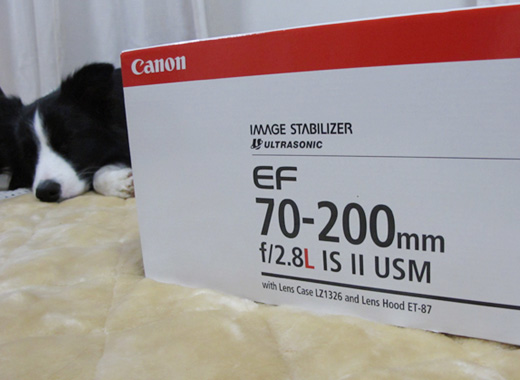 Canon
IMAGE STABILIZER
ULTRASONIC
EF
70-200mm
f/2.8L IS II USM
with Lens Case LZ1326 and Lens Hood ET-87